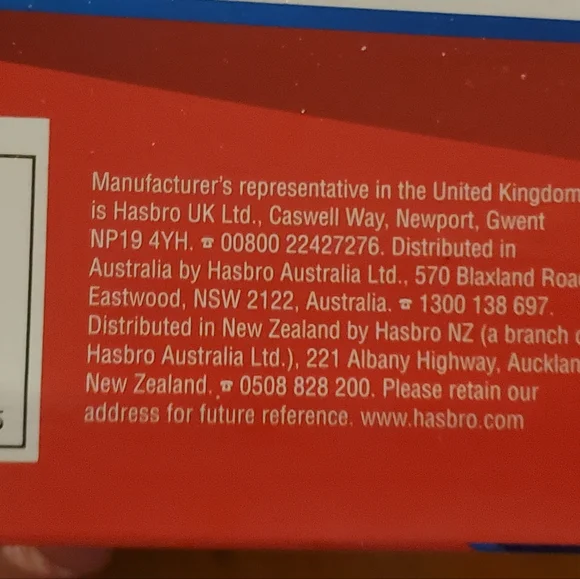 Manufacturer's representative in the United Kingdom
is Hasbro UK Ltd., Caswell Way, Newport, Gwent
NP19 4YH. ☎ 00800 22427276. Distributed in
Australia by Hasbro Australia Ltd., 570 Blaxland Roa
Eastwood, NSW 2122, Australia. ☎ 1300 138 697.
Distributed in New Zealand by Hasbro NZ (a branch
Hasbro Australia Ltd.), 221 Albany Highway, Aucklan
New Zealand. ☎ 0508 828 200. Please retain our
address for future reference. www.hasbro.com